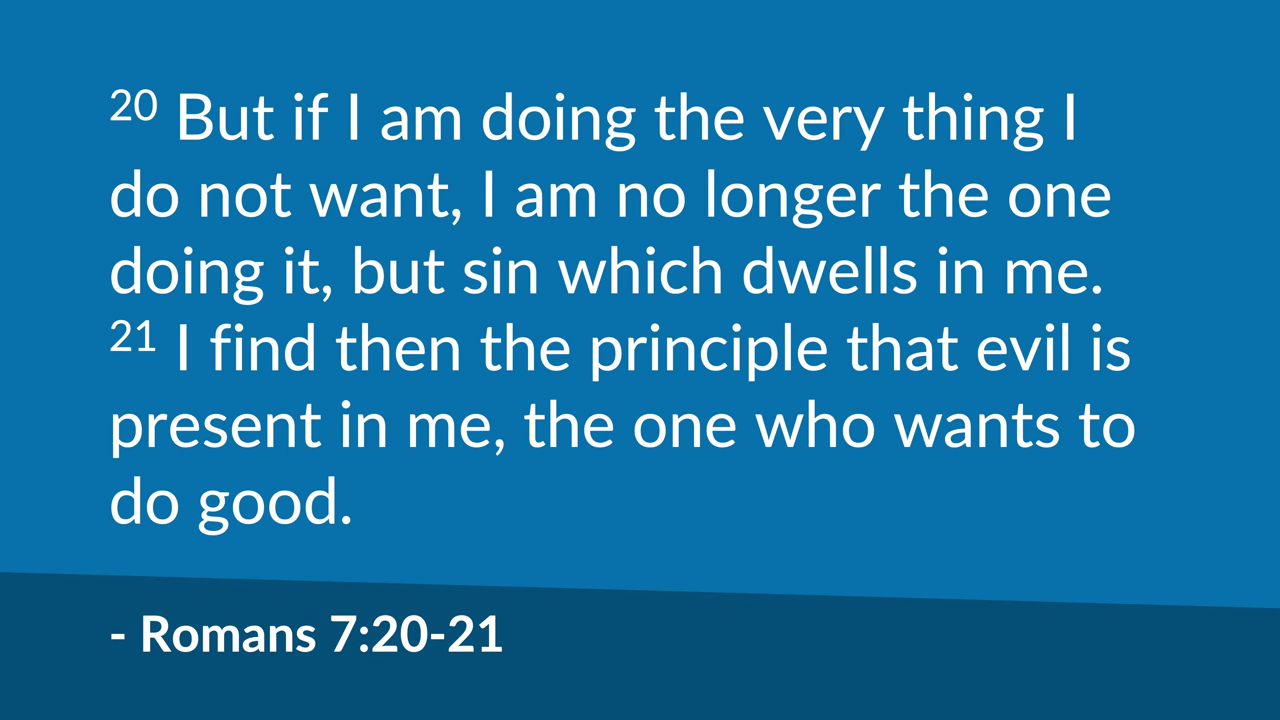 20 But if I am doing the very thing I
do not want, I am no longer the one
doing it, but sin which dwells in me.
21 I find then the principle that evil is
present in me, the one who wants to
do good.
- Romans 7:20-21